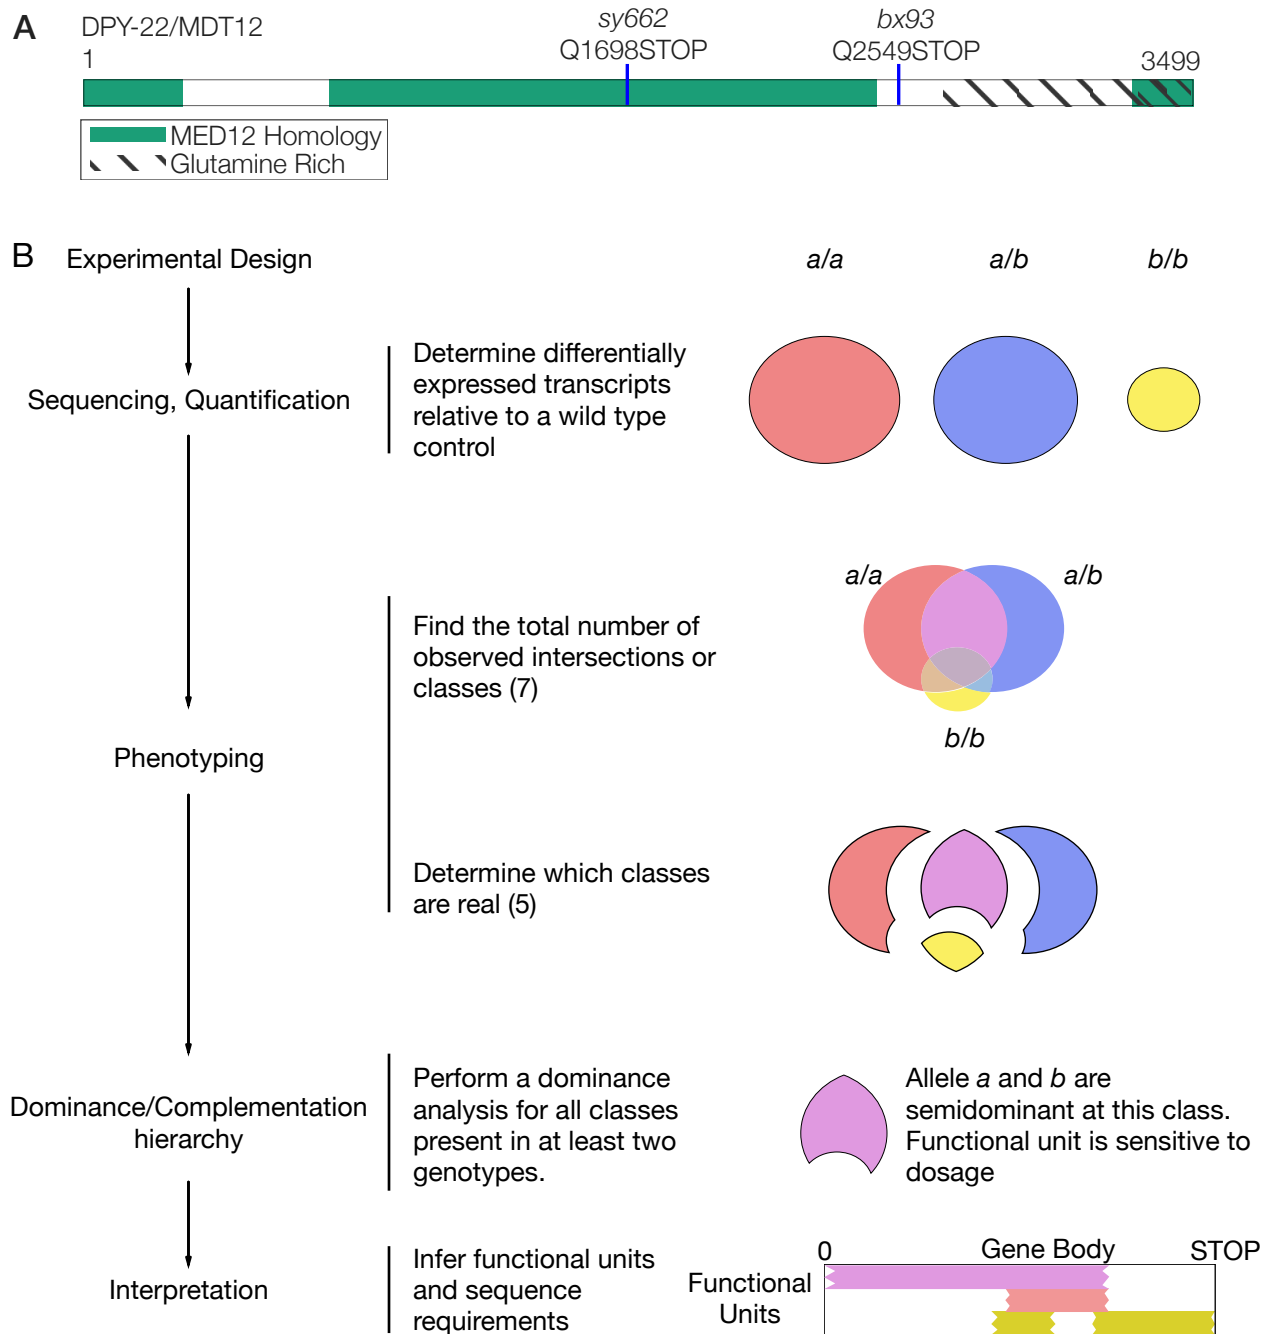 A
DPY-22/MDT12
1
sy662
Q1698STOP
bx93
Q2549STOP
3499
MED12 Homology
Glutamine Rich
B
Experimental Design
a/a
a/b
b/b
Sequencing, Quantification
Determine differentially
expressed transcripts
relative to a wild type
control
Phenotyping
Find the total number of
observed intersections or
classes (7)
a/a
a/b
b/b
Determine which classes
are real (5)
Dominance/Complementation
hierarchy
Perform a dominance
analysis for all classes
present in at least two
genotypes.
Allele a and b are
semidominant at this class.
Functional unit is sensitive to
dosage
Interpretation
Infer functional units
and sequence
requirements
0
Gene Body
STOP
Functional
Units